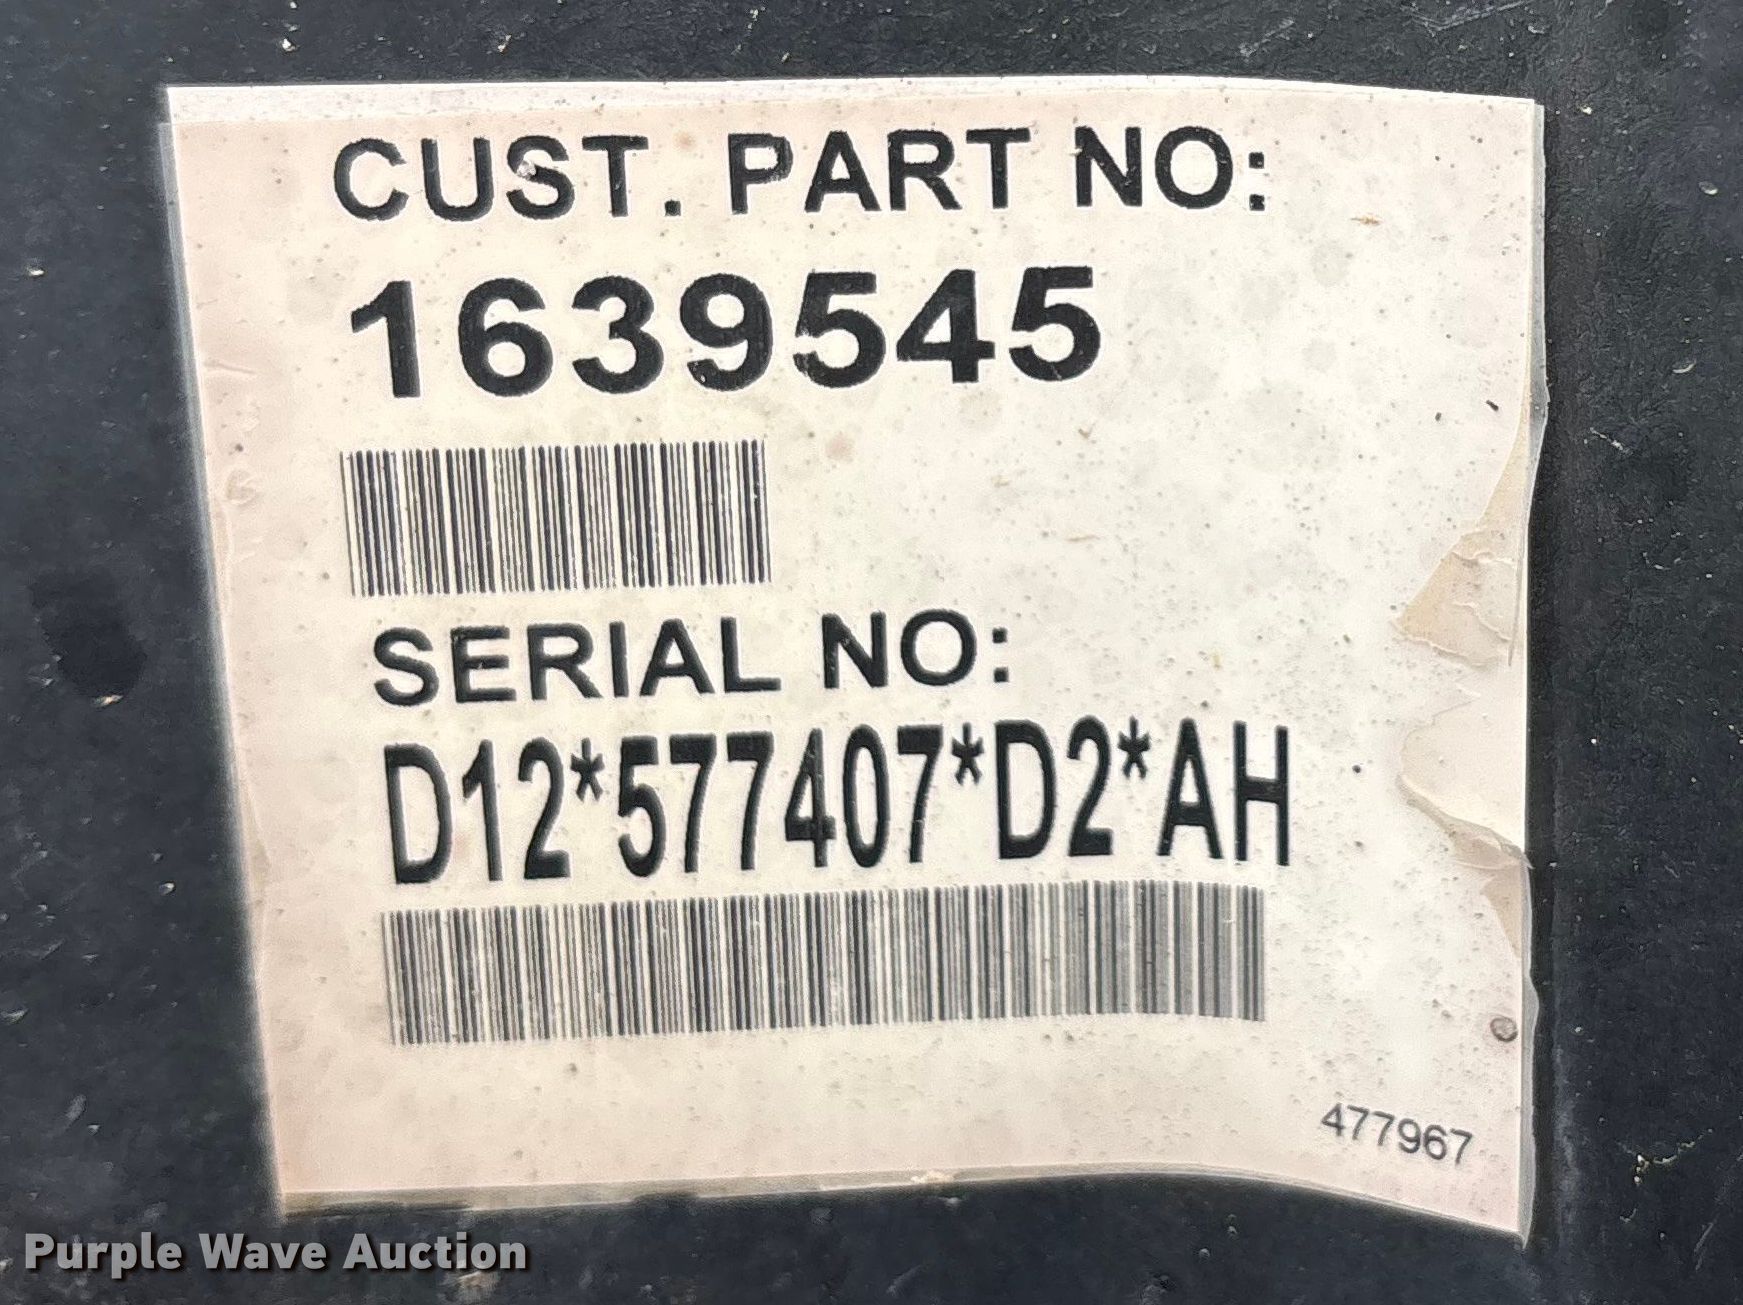 CUST. PART NO:
1639545
SERIAL NO:
D12*577407*D2*AH
477967
Purple Wave Auction